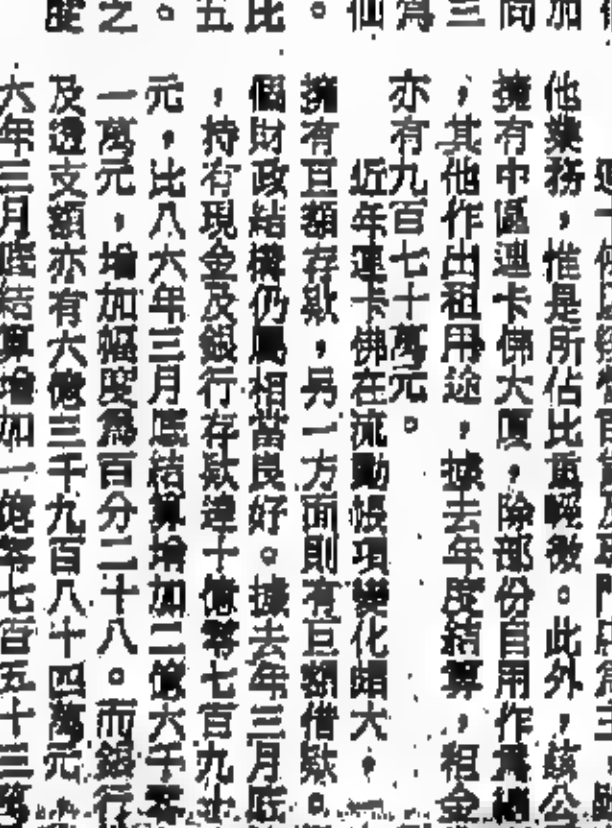 他業務，惟是所佔比重輕微。此外，該公
擁有中區連卡佛大廈，除部份自用作為總
，其他作出租用途，據去年度結算，租金
亦有九百七十萬元。
近年連卡佛在流動帳項變化頗大，
擁有巨額存款，另一方面則有巨額借款。
個財政結構仍屬相當良好。據去年三月底
，持有現金及銀行存款達十億零七百九十
元，比八六年三月底結算增加二億六千零
一萬元，增加幅度為百分二十八。而銀行
及透支額亦有六億三千九百八十四萬元
六年三月底結算增加一億零七百五十三萬